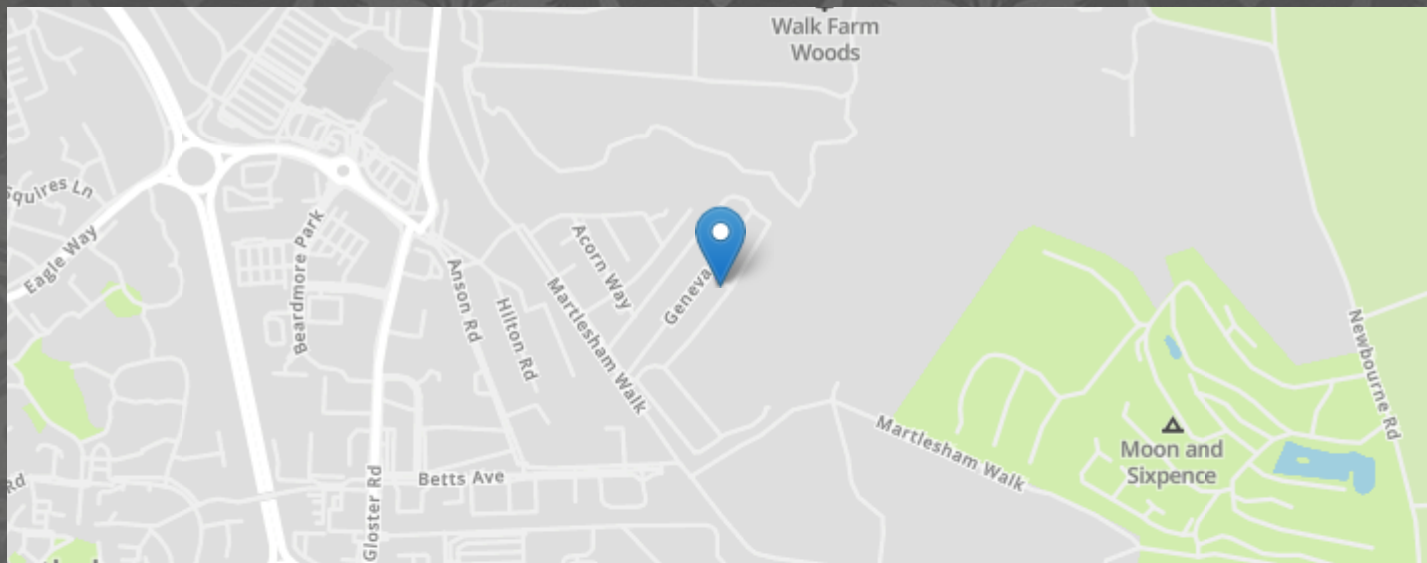 Walk Farm
Woods
Squires Ln
Eagle Way
Beardmore Park
Anson Rd
Hilton Rd
Acorn Way
Martlesham Walk
Geneva
Newbourne Rd
Martlesham Walk
Moon and
Sixpence
Betts Ave
Gloster Rd
Rd